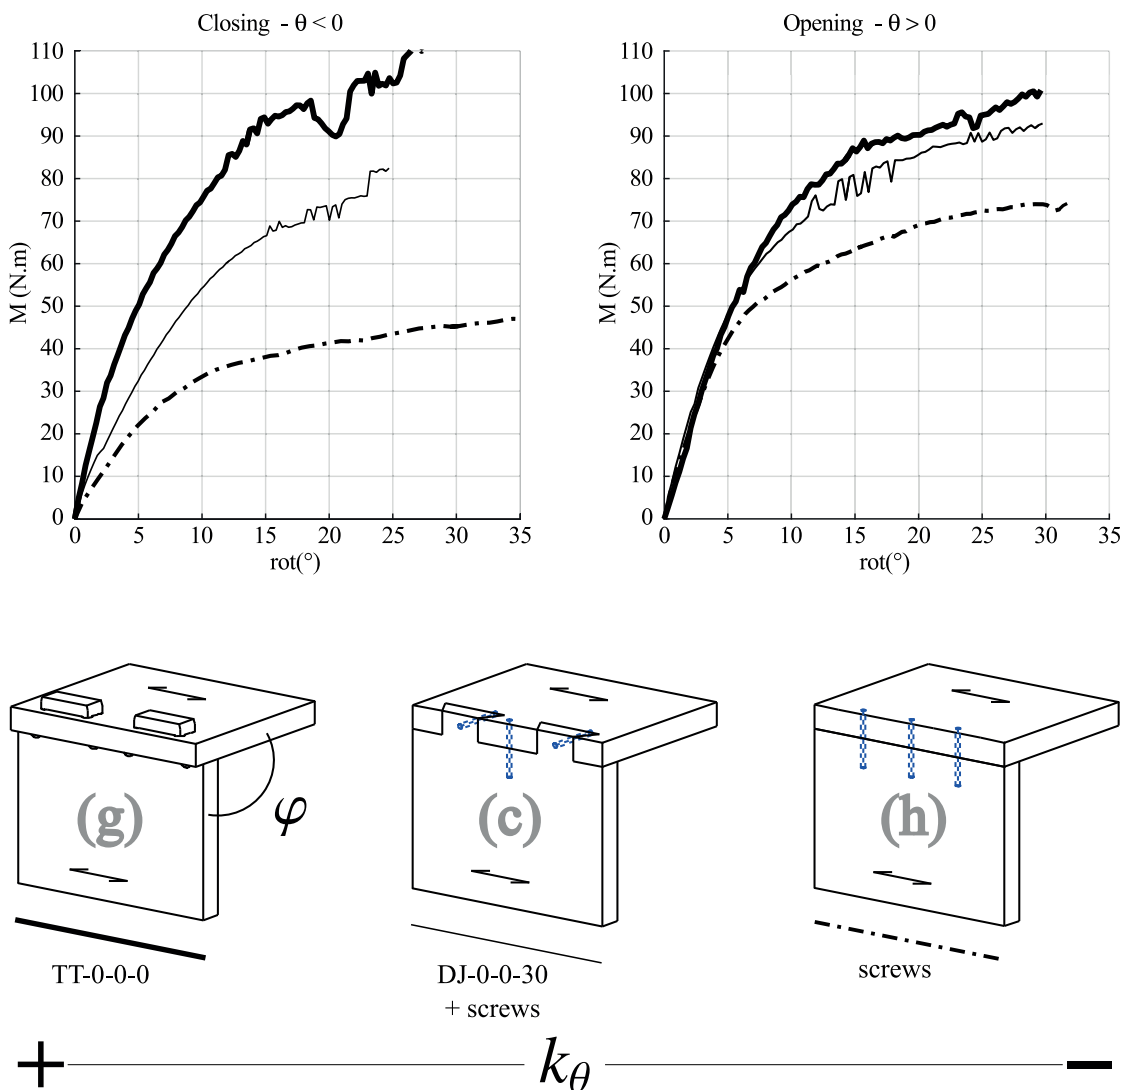 Closing - θ < 0
Opening - θ > 0
110
100
90
80
70
60
50
40
30
20
10
0
M (N.m)
0 5 10 15 20 25 30 35
rot(°)
110
100
90
80
70
60
50
40
30
20
10
0
M (N.m)
0 5 10 15 20 25 30 35
rot(°)
(g)
φ
(c)
(h)
TT-0-0-0
DJ-0-0-30
+ screws
screws
+ kθ −